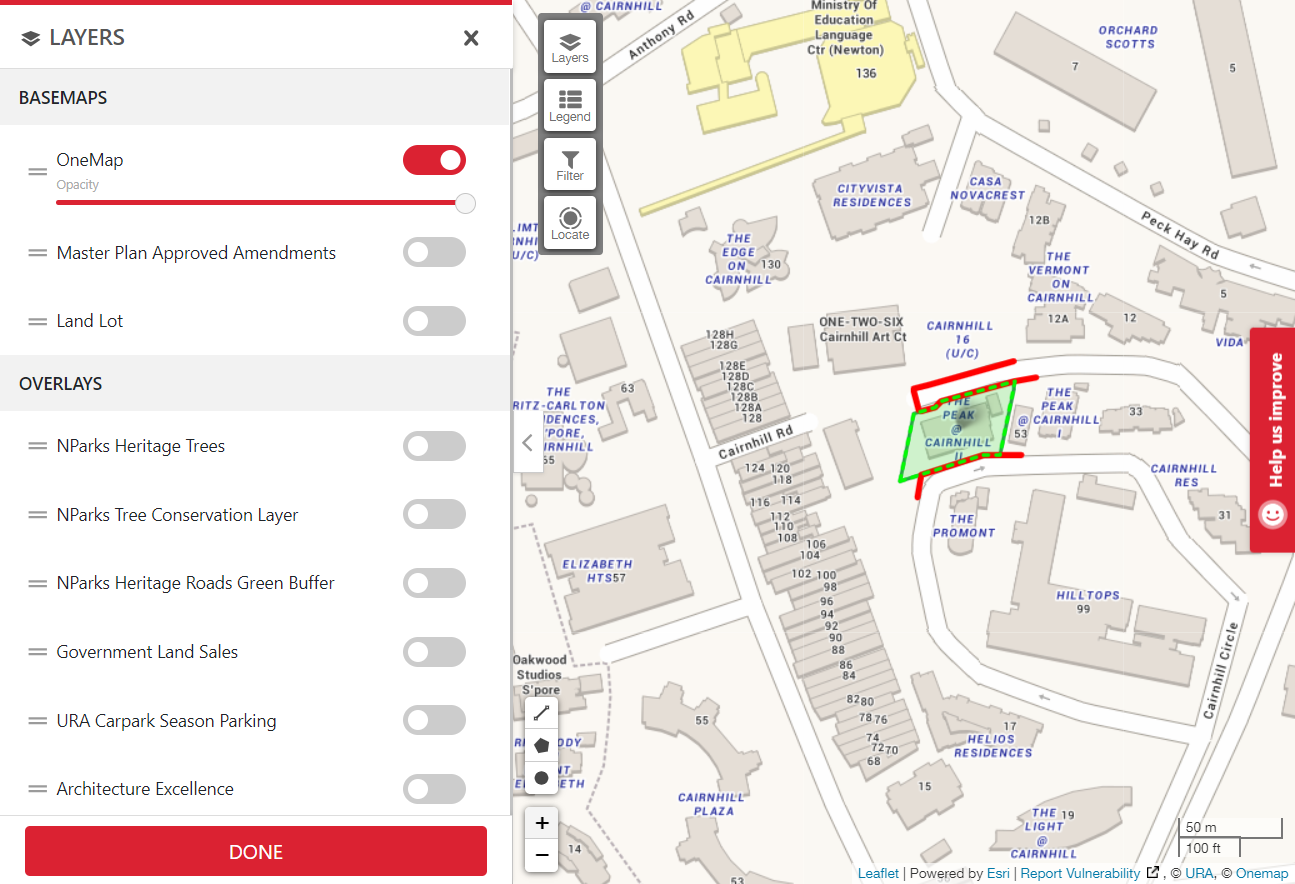 LAYERS
BASEMAPS
OneMap
Opacity
Master Plan Approved Amendments
Land Lot
OVERLAYS
NParks Heritage Trees
NParks Tree Conservation Layer
NParks Heritage Roads Green Buffer
Government Land Sales
URA Carpark Season Parking
Architecture Excellence
DONE
Layers
Legend
Filter
Locate
@ CAIRNHILL
Anthony Rd
Ministry Of
Education
Language
Ctr (Newton)
136
ORCHARD
SCOTTS
7
5
CITYVISTA
RESIDENCES
CASA
NOVACREST
12B
Peck Hay Rd
THE
EDGE
ON
CAIRNHILL
130
THE
VERMONT
ON
CAIRNHILL
12A
12
5
VIDA
U/C)
ONE-TWO-SIX
Cairnhill Art Ct
CAIRNHILL
16
(U/C)
128H
128G
128E
128D
128C
128B
128A
128
THE
RITZ-CARLTON
63
55
THE
PEAK
@
CAIRNHILL
II
THE
PEAK
@ CAIRNHILL
I
53
33
Cairnhill Rd
124 120
118
116 114
112
110
108
106
104
102 100
98
96
94
92
90
88
86
84
82 80
78 76
74
72 70
68
CAIRNHILL
RES
31
THE
PROMONT
ELIZABETH
HTS57
HILLTOPS
99
Cairnhill Circle
Oakwood
Studios
S'pore
55
17
HELIOS
RESIDENCES
15
CAIRNHILL
PLAZA
THE 19
LIGHT
@
CAIRNHILL
14
53
+
−
50 m
100 ft
Help us improve
Leaflet | Powered by Esri | Report Vulnerability , © URA, © Onemap